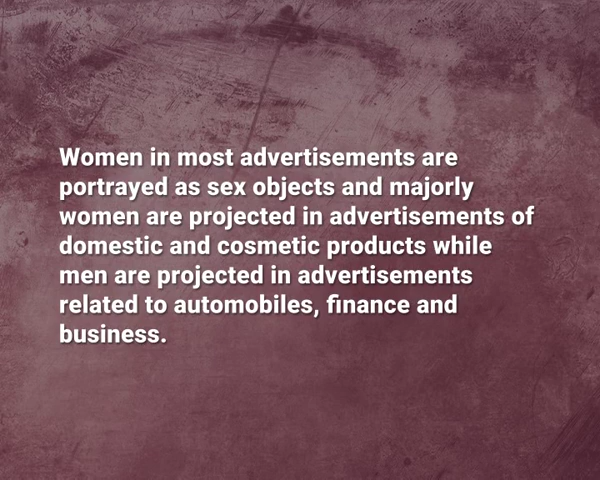 Women in most advertisements are
portrayed as sex objects and majorly
women are projected in advertisements of
domestic and cosmetic products while
men are projected in advertisements
related to automobiles, finance and
business.